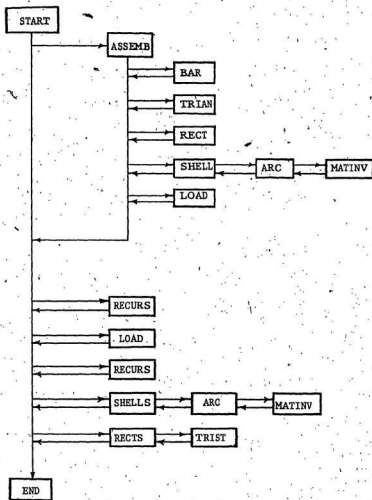 START
ASSEMB
BAR
TRIAN
RECT
SHELL ARC MATINV
LOAD
RECURS
LOAD
RECURS
SHELLS ARC MATINV
RECTS TRIST
END